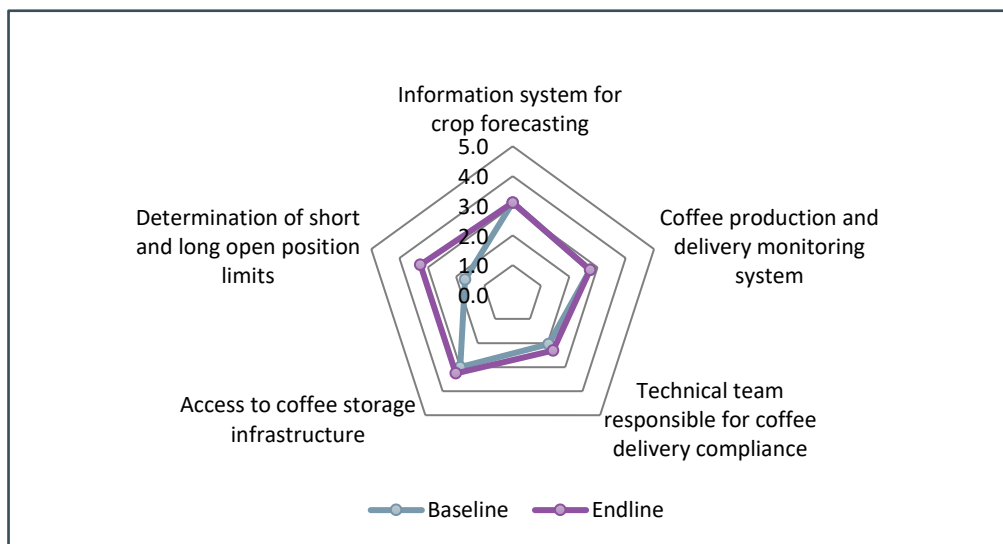 Information system for
crop forecasting
5.0
4.0
3.0
2.0
1.0
0.0
Coffee production and
delivery monitoring
system
Technical team
responsible for coffee
delivery compliance
Access to coffee storage
infrastructure
Determination of short
and long open position
limits
Baseline
Endline